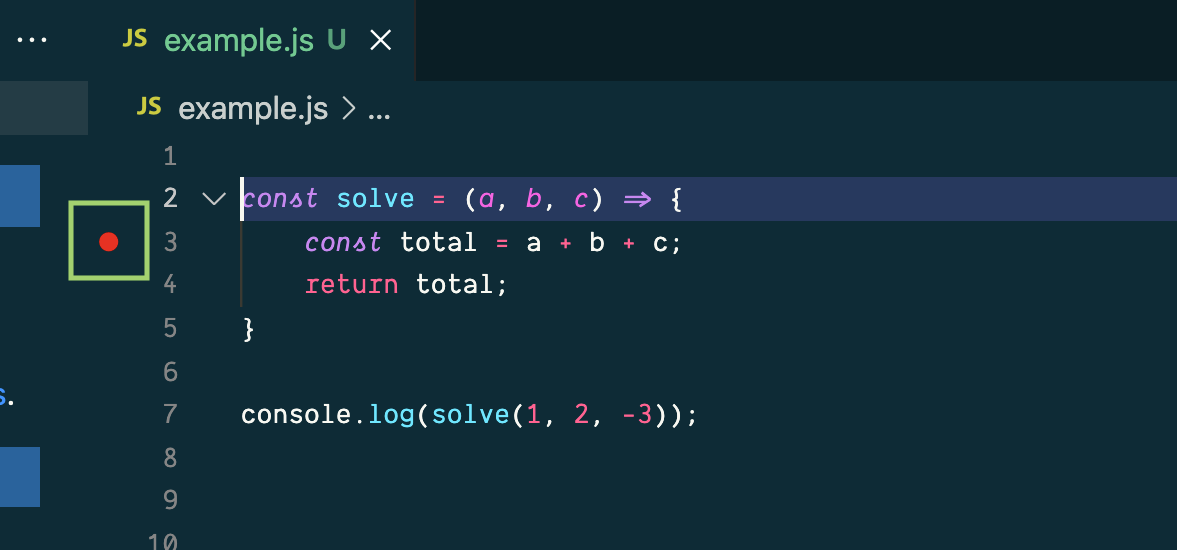 ...
JS example.js U ×
JS example.js > ...
1
2 const solve = (a, b, c) => {
3 const total = a + b + c;
4 return total;
5 }
6
7 console.log(solve(1, 2, -3));
8
9
10
s.